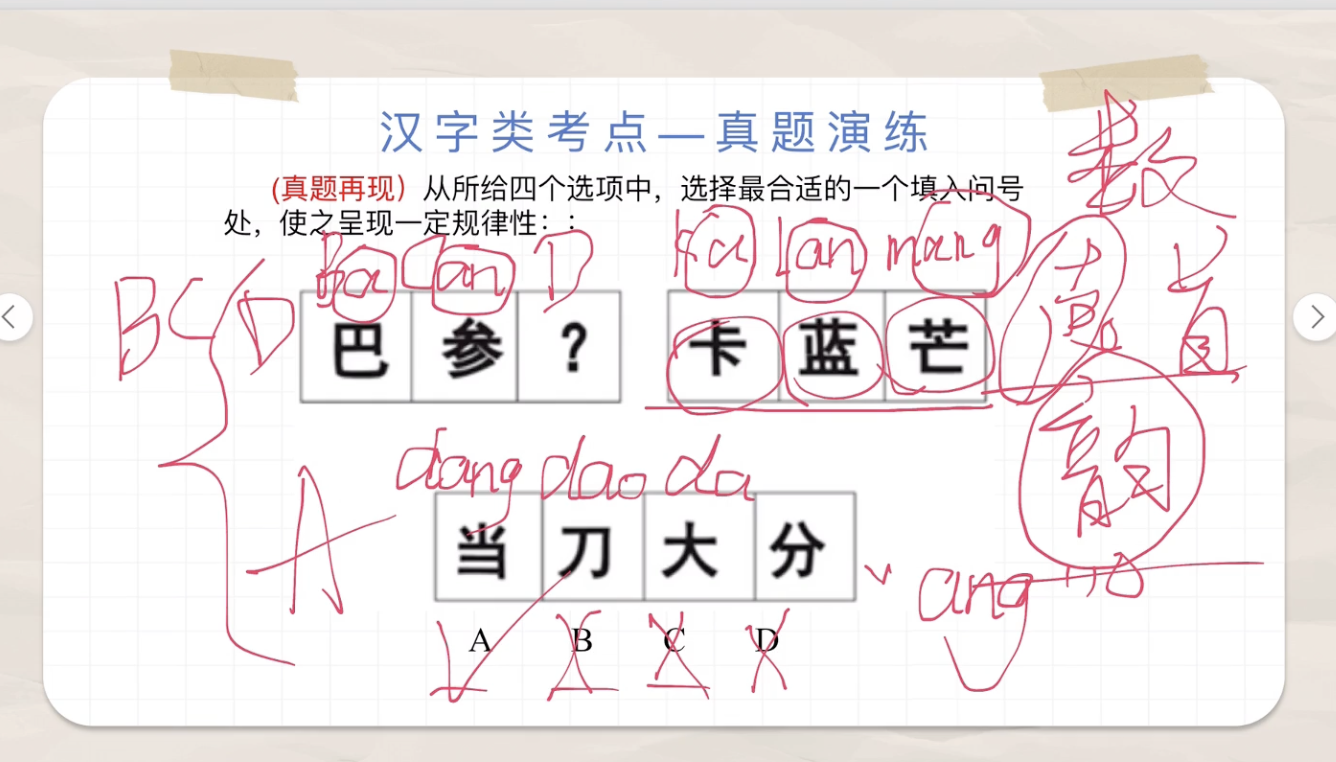 汉字类考点—真题演练
(真题再现）从所给四个选项中，选择最合适的一个填入问号
处，使之呈现一定规律性：：
数
Ba Can D
ka lan mang
BCD
巴 参 ？
卡 蓝 芒
dang dao da
韵
当 刀 大 分
A
ang
A B C D